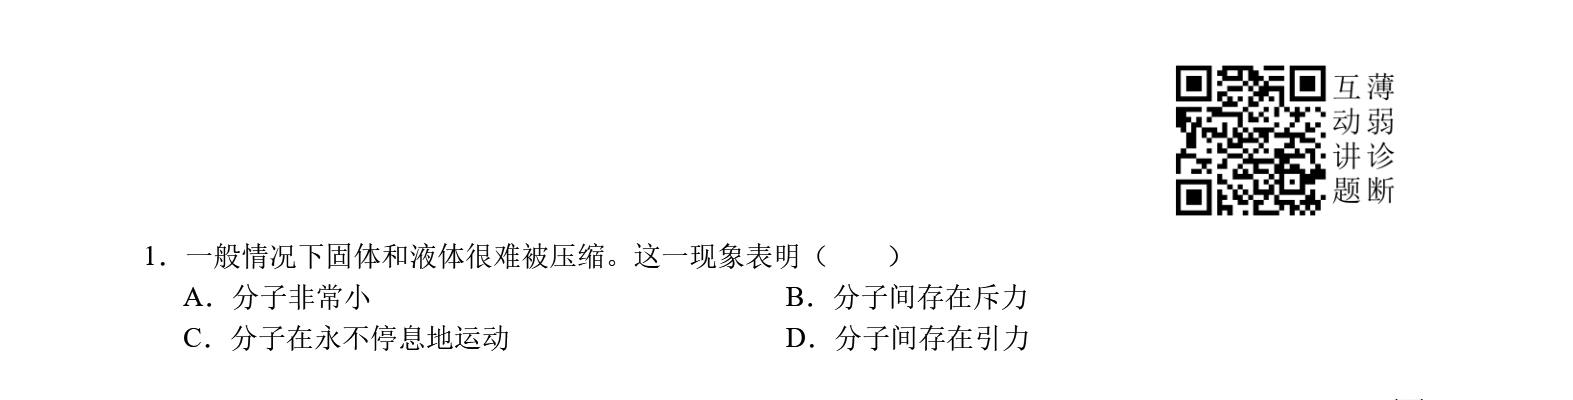 薄弱诊断
互动讲题
1．一般情况下固体和液体很难被压缩。这一现象表明（　　）
A．分子非常小　　B．分子间存在斥力
C．分子在永不停息地运动　　D．分子间存在引力